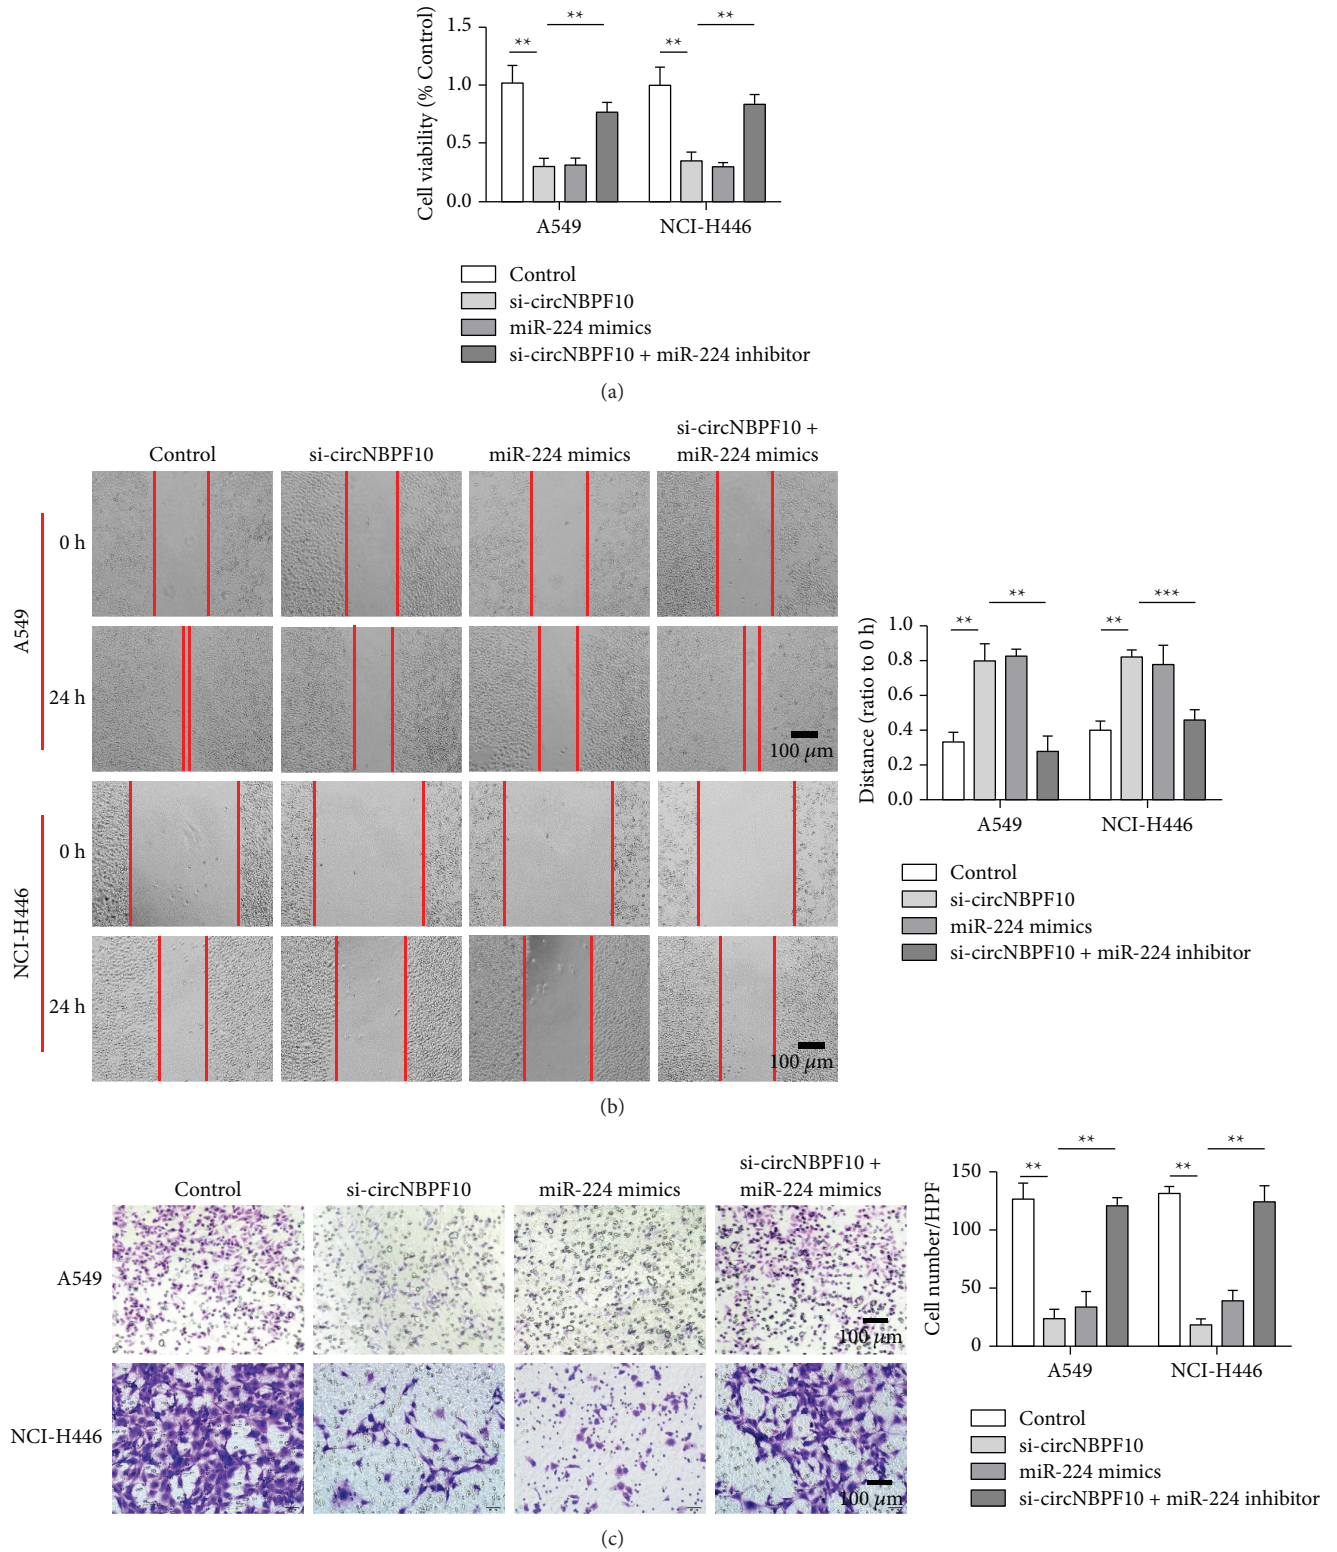 **
**
**
**
1.5
1.0
0.5
0.0
Cell viability (% Control)
A549
NCI-H446
Control
si-circNBPF10
miR-224 mimics
si-circNBPF10 + miR-224 inhibitor
(a)
Control
si-circNBPF10
miR-224 mimics
si-circNBPF10 +
miR-224 mimics
A549
0 h
24 h
100 μm
NCI-H446
0 h
24 h
100 μm
**
**
**
***
1.0
0.8
0.6
0.4
0.2
0.0
Distance (ratio to 0 h)
A549
NCI-H446
Control
si-circNBPF10
miR-224 mimics
si-circNBPF10 + miR-224 inhibitor
(b)
Control
si-circNBPF10
miR-224 mimics
si-circNBPF10 +
miR-224 mimics
A549
100 μm
NCI-H446
100 μm
**
**
**
**
150
100
50
0
Cell number/HPF
A549
NCI-H446
Control
si-circNBPF10
miR-224 mimics
si-circNBPF10 + miR-224 inhibitor
(c)